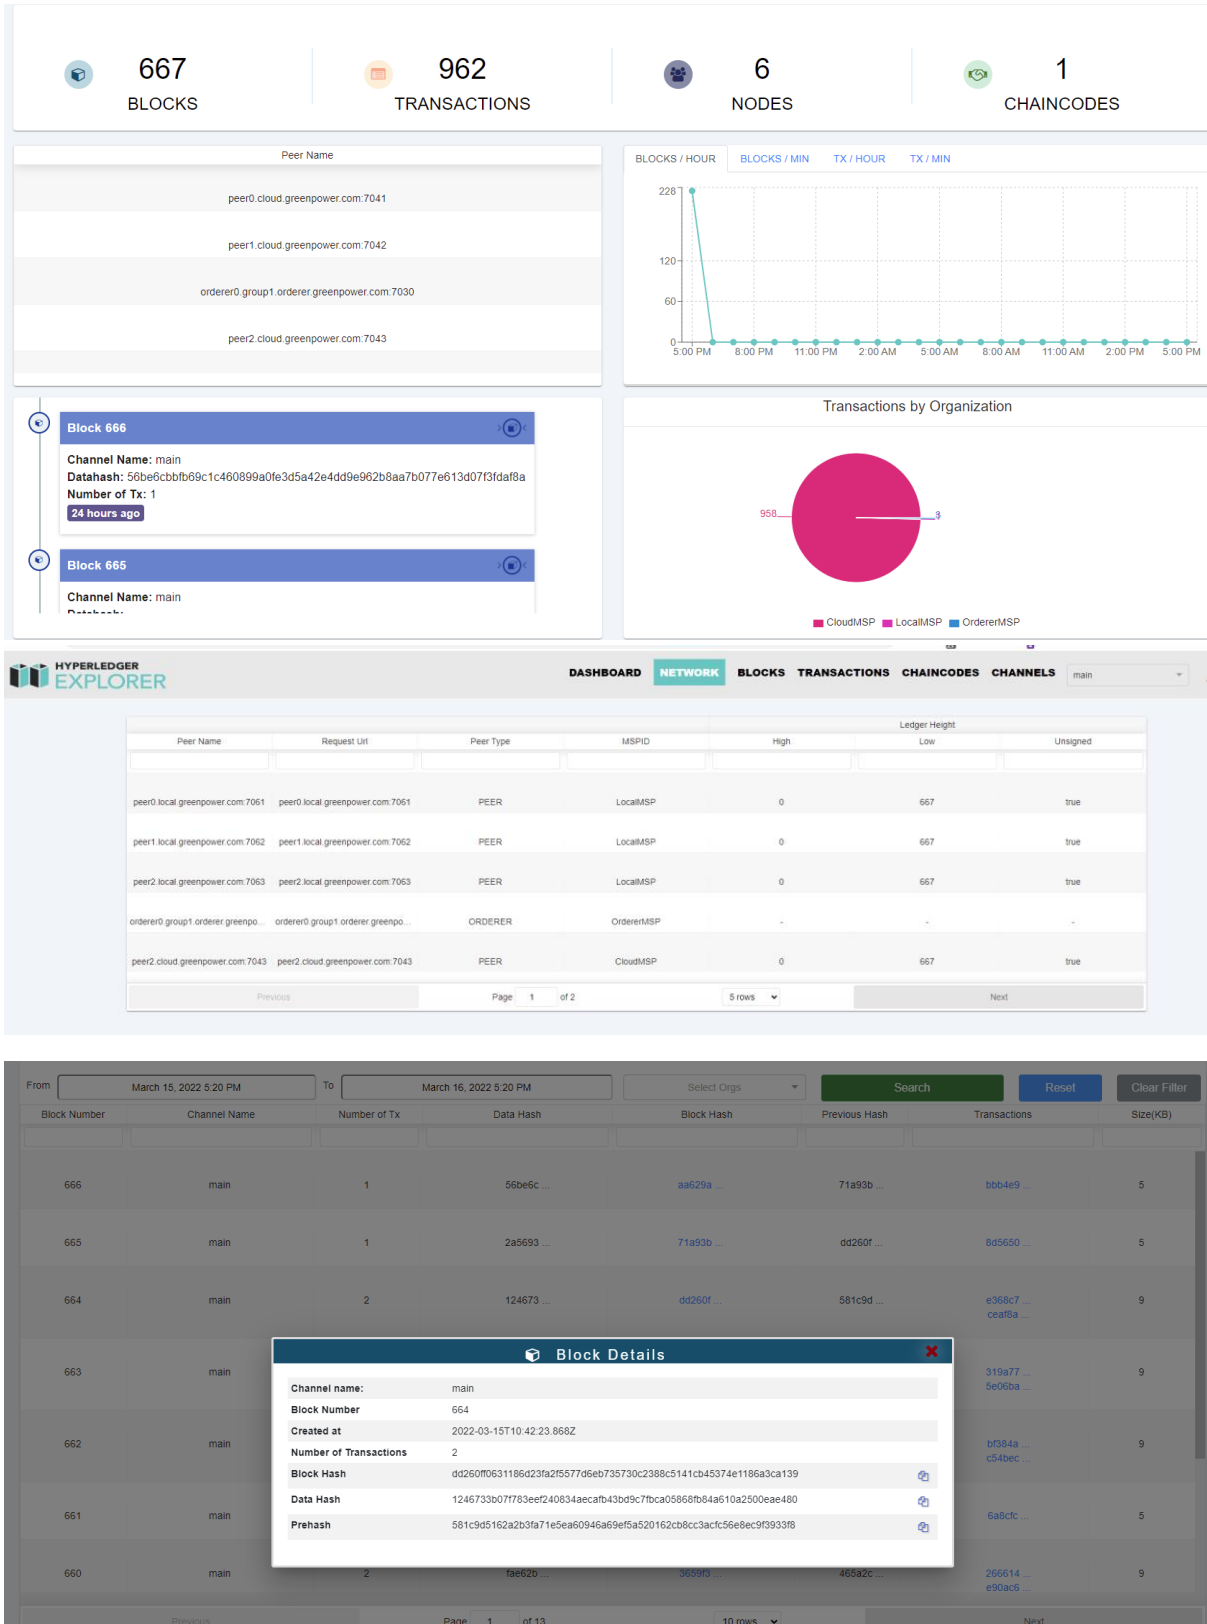 667 962 6 1
BLOCKS TRANSACTIONS NODES CHAINCODES
Peer Name
peer0.cloud.greenpower.com:7041
peer1.cloud.greenpower.com:7042
orderer0.group1.orderer.greenpower.com:7030
peer2.cloud.greenpower.com:7043
BLOCKS / HOUR BLOCKS / MIN TX / HOUR TX / MIN
228
120
60
0
5:00 PM 8:00 PM 11:00 PM 2:00 AM 5:00 AM 8:00 AM 11:00 AM 2:00 PM 5:00 PM
Block 666
Channel Name: main
Datahash: 56be6cbbfb69c1c460899a0fe3d5a42e4dd9e962b8aa7b077e613d07f3fdaf8a
Number of Tx: 1
24 hours ago
Block 665
Channel Name: main
Datahash:
Transactions by Organization
958
CloudMSP LocalMSP OrdererMSP
HYPERLEDGER
EXPLORER
DASHBOARD NETWORK BLOCKS TRANSACTIONS CHAINCODES CHANNELS main
Ledger Height
Peer Name Request Url Peer Type MSPID High Low Unsigned
peer0.local.greenpower.com:7061 peer0.local.greenpower.com:7061 PEER LocalMSP 0 667 true
peer1.local.greenpower.com:7062 peer1.local.greenpower.com:7062 PEER LocalMSP 0 667 true
peer2.local.greenpower.com:7063 peer2.local.greenpower.com:7063 PEER LocalMSP 0 667 true
orderer0.group1.orderer.greenpo... orderer0.group1.orderer.greenpo... ORDERER OrdererMSP - - -
peer2.cloud.greenpower.com:7043 peer2.cloud.greenpower.com:7043 PEER CloudMSP 0 667 true
Previous Page 1 of 2 5 rows Next
From March 15, 2022 5:20 PM To March 16, 2022 5:20 PM Select Orgs Search Reset Clear Filter
Block Number Channel Name Number of Tx Data Hash Block Hash Previous Hash Transactions Size(KB)
666 main 1 56be6c ... aa629a ... 71a93b ... bbb4e9 ... 5
665 main 1 2a5693 ... 71a93b ... dd260f ... 8d5650 ... 5
664 main 2 124673 ... dd260f ... 581c9d ... e368c7 ... 9
ceaf8a ...
663 main 319a77 ... 9
5e06ba ...
662 main bf384a ... 9
c54bec ...
661 main 6a8cfc ... 5
660 main 2 fae62b ... 3659f3 ... 465a2c ... 266614 ... 9
e90ac6 ...
Block Details
Channel name: main
Block Number 664
Created at 2022-03-15T10:42:23.868Z
Number of Transactions 2
Block Hash dd260ff0631186d23fa2f5577d6eb735730c2388c5141cb45374e1186a3ca139
Data Hash 1246733b07f783eef240834aecafb43bd9c7fbca05868fb84a610a2500eae480
Prehash 581c9d5162a2b3fa71e5ea60946a69ef5a520162cb8cc3acfc56e8ec9f3933f8
Previous Page 1 of 13 10 rows Next